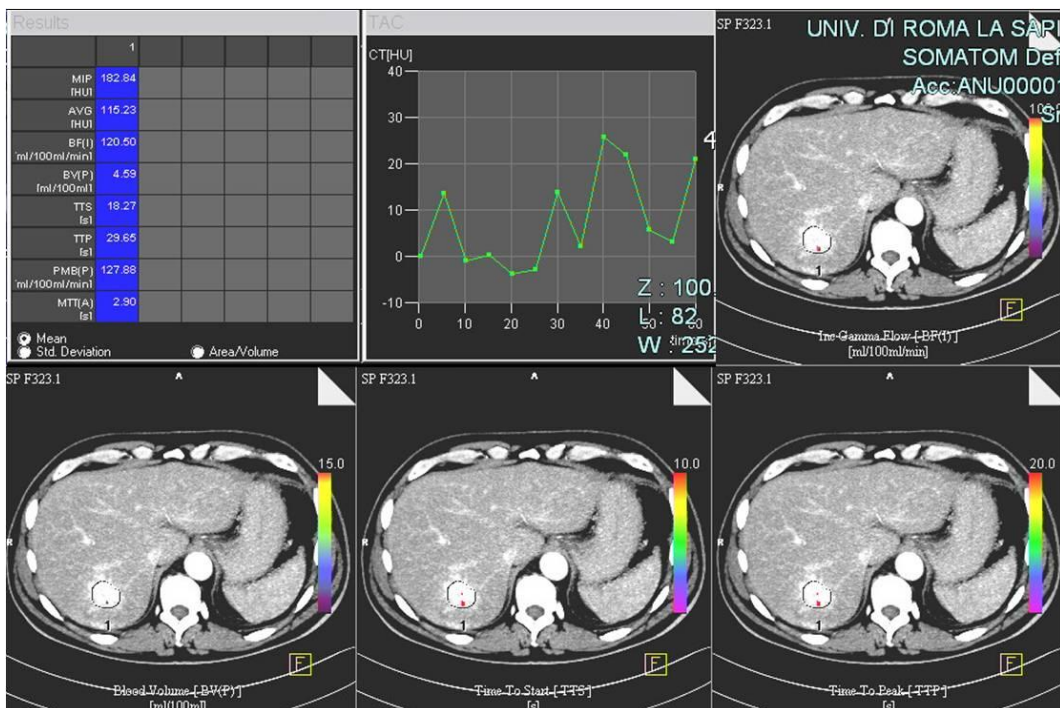 Results
1
MIP
[HU]
182.84
AVG
[HU]
115.23
BF(I)
ml/100ml/min]
120.50
BV(P)
[ml/100ml]
4.59
TTS
[s]
18.27
TTP
[s]
29.65
PMB(P)
ml/100ml/min]
127.88
MTT(A)
[s]
2.90
Mean
Std. Deviation
Area/Volume
TAC
CT[HU]
40
30
20
10
0
-10
0 10 20 30 40 50 60
4
Z : 100.
L : 82
W : 252
SP F323.1
UNIV. DI ROMA LA SAPI
SOMATOM Def
Acc:ANU00001
R
1
F
Inc Gamma Flow [ BF(I) ]
[ml/100ml/min]
SP F323.1
A
15.0
R
1
F
Blood Volume [ BV(P) ]
[ml/100ml]
SP F323.1
A
10.0
R
1
F
Time To Start [ TTS ]
[s]
SP F323.1
A
20.0
R
1
F
Time To Peak [ TTP ]
[s]